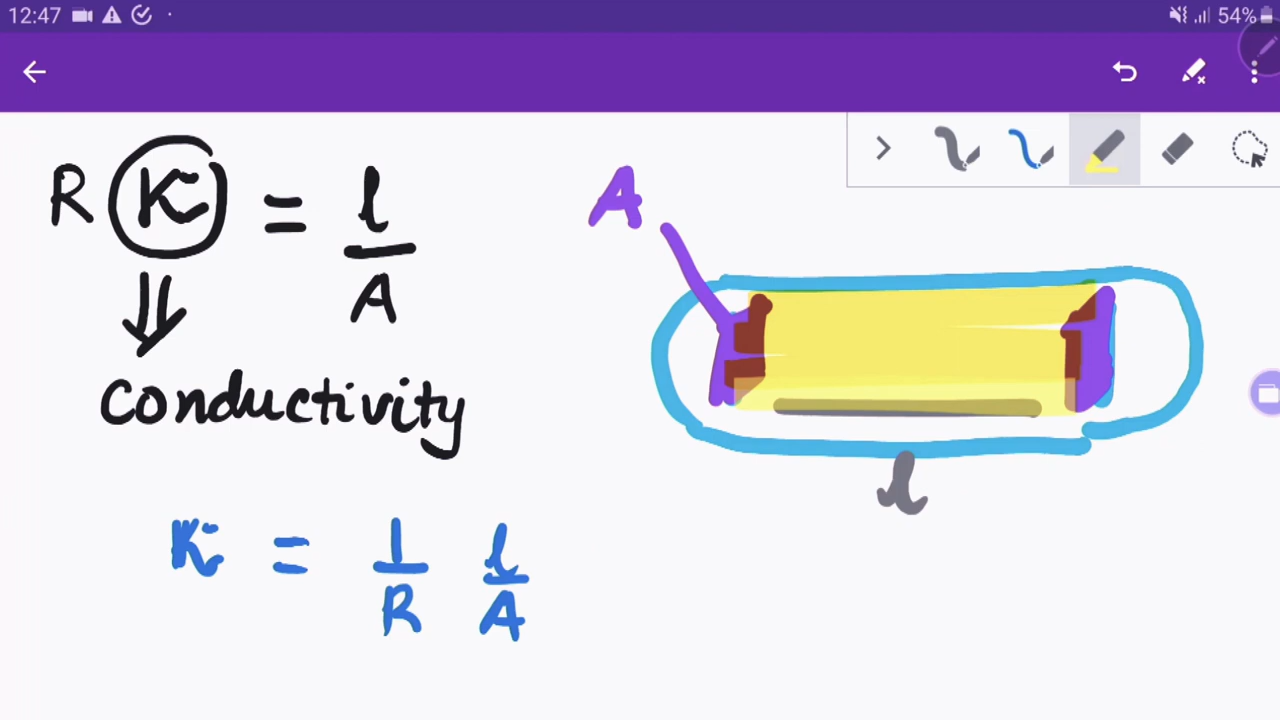 12:47 54%
R K = l
A
conductivity
K = 1 l
R A
A
l